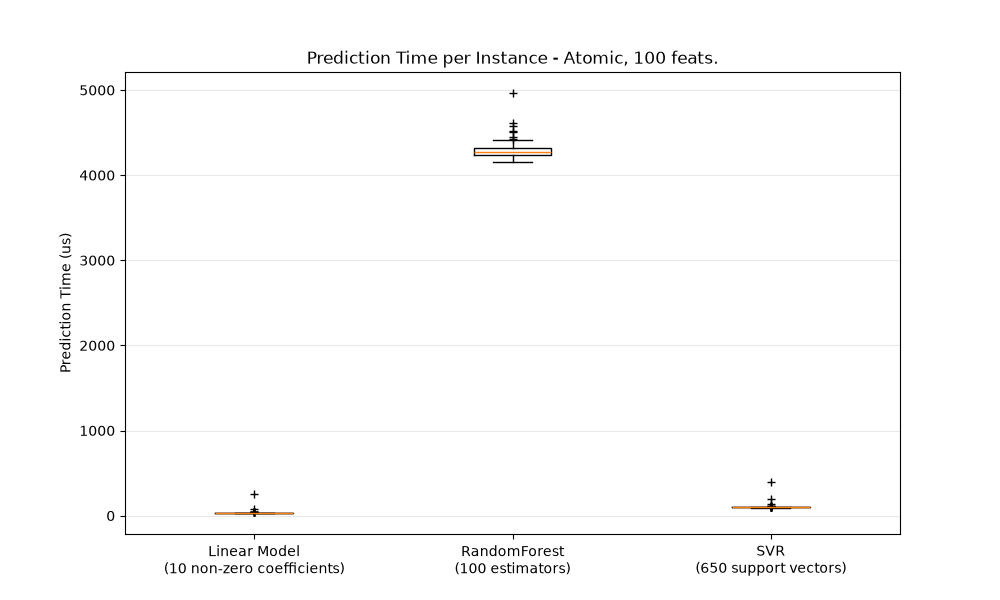 Prediction Time per Instance - Atomic, 100 feats.
Prediction Time (us)
5000
4000
3000
2000
1000
0
Linear Model
(10 non-zero coefficients)
RandomForest
(100 estimators)
SVR
(650 support vectors)